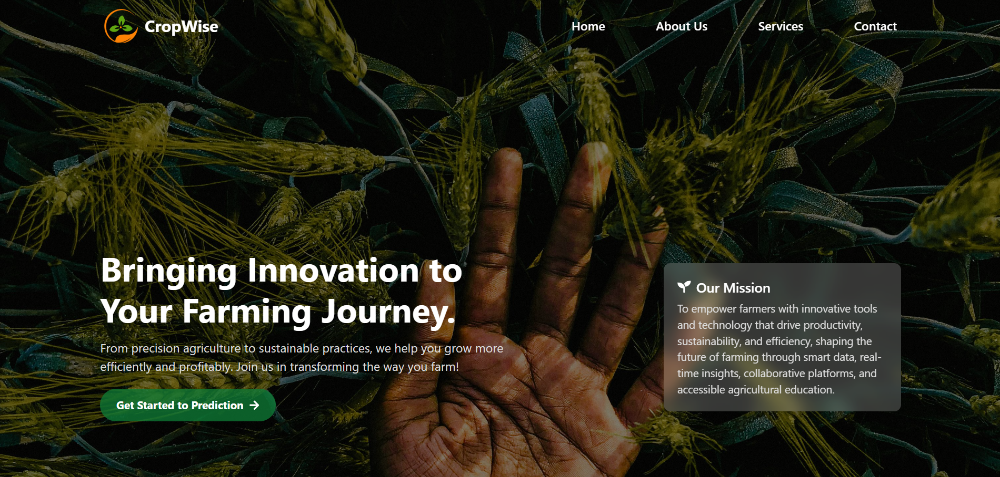 CropWise
Home
About Us
Services
Contact
Bringing Innovation to
Your Farming Journey.
From precision agriculture to sustainable practices, we help you grow more
efficiently and profitably. Join us in transforming the way you farm!
Get Started to Prediction
Our Mission
To empower farmers with innovative tools
and technology that drive productivity,
sustainability, and efficiency, shaping the
future of farming through smart data, real-
time insights, collaborative platforms, and
accessible agricultural education.